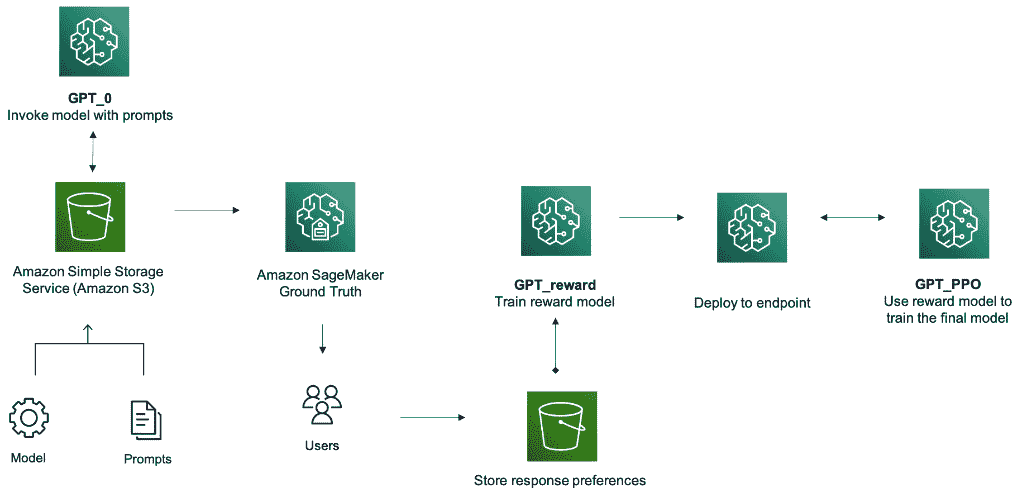 GPT_0
Invoke model with prompts
Amazon Simple Storage
Service (Amazon S3)
Model
Prompts
Amazon SageMaker
Ground Truth
Users
GPT_reward
Train reward model
Store response preferences
Deploy to endpoint
GPT_PPO
Use reward model to
train the final model